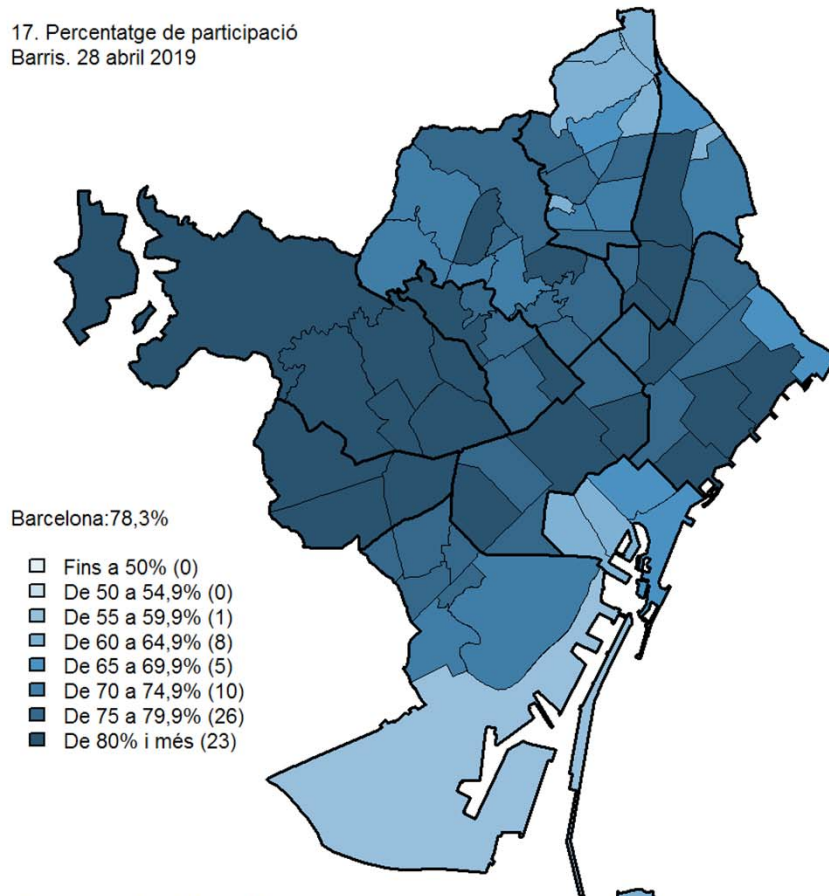 17. Percentatge de participació
Barris. 28 abril 2019
Barcelona:78,3%
Fins a 50% (0)
De 50 a 54,9% (0)
De 55 a 59,9% (1)
De 60 a 64,9% (8)
De 65 a 69,9% (5)
De 70 a 74,9% (10)
De 75 a 79,9% (26)
De 80% i més (23)